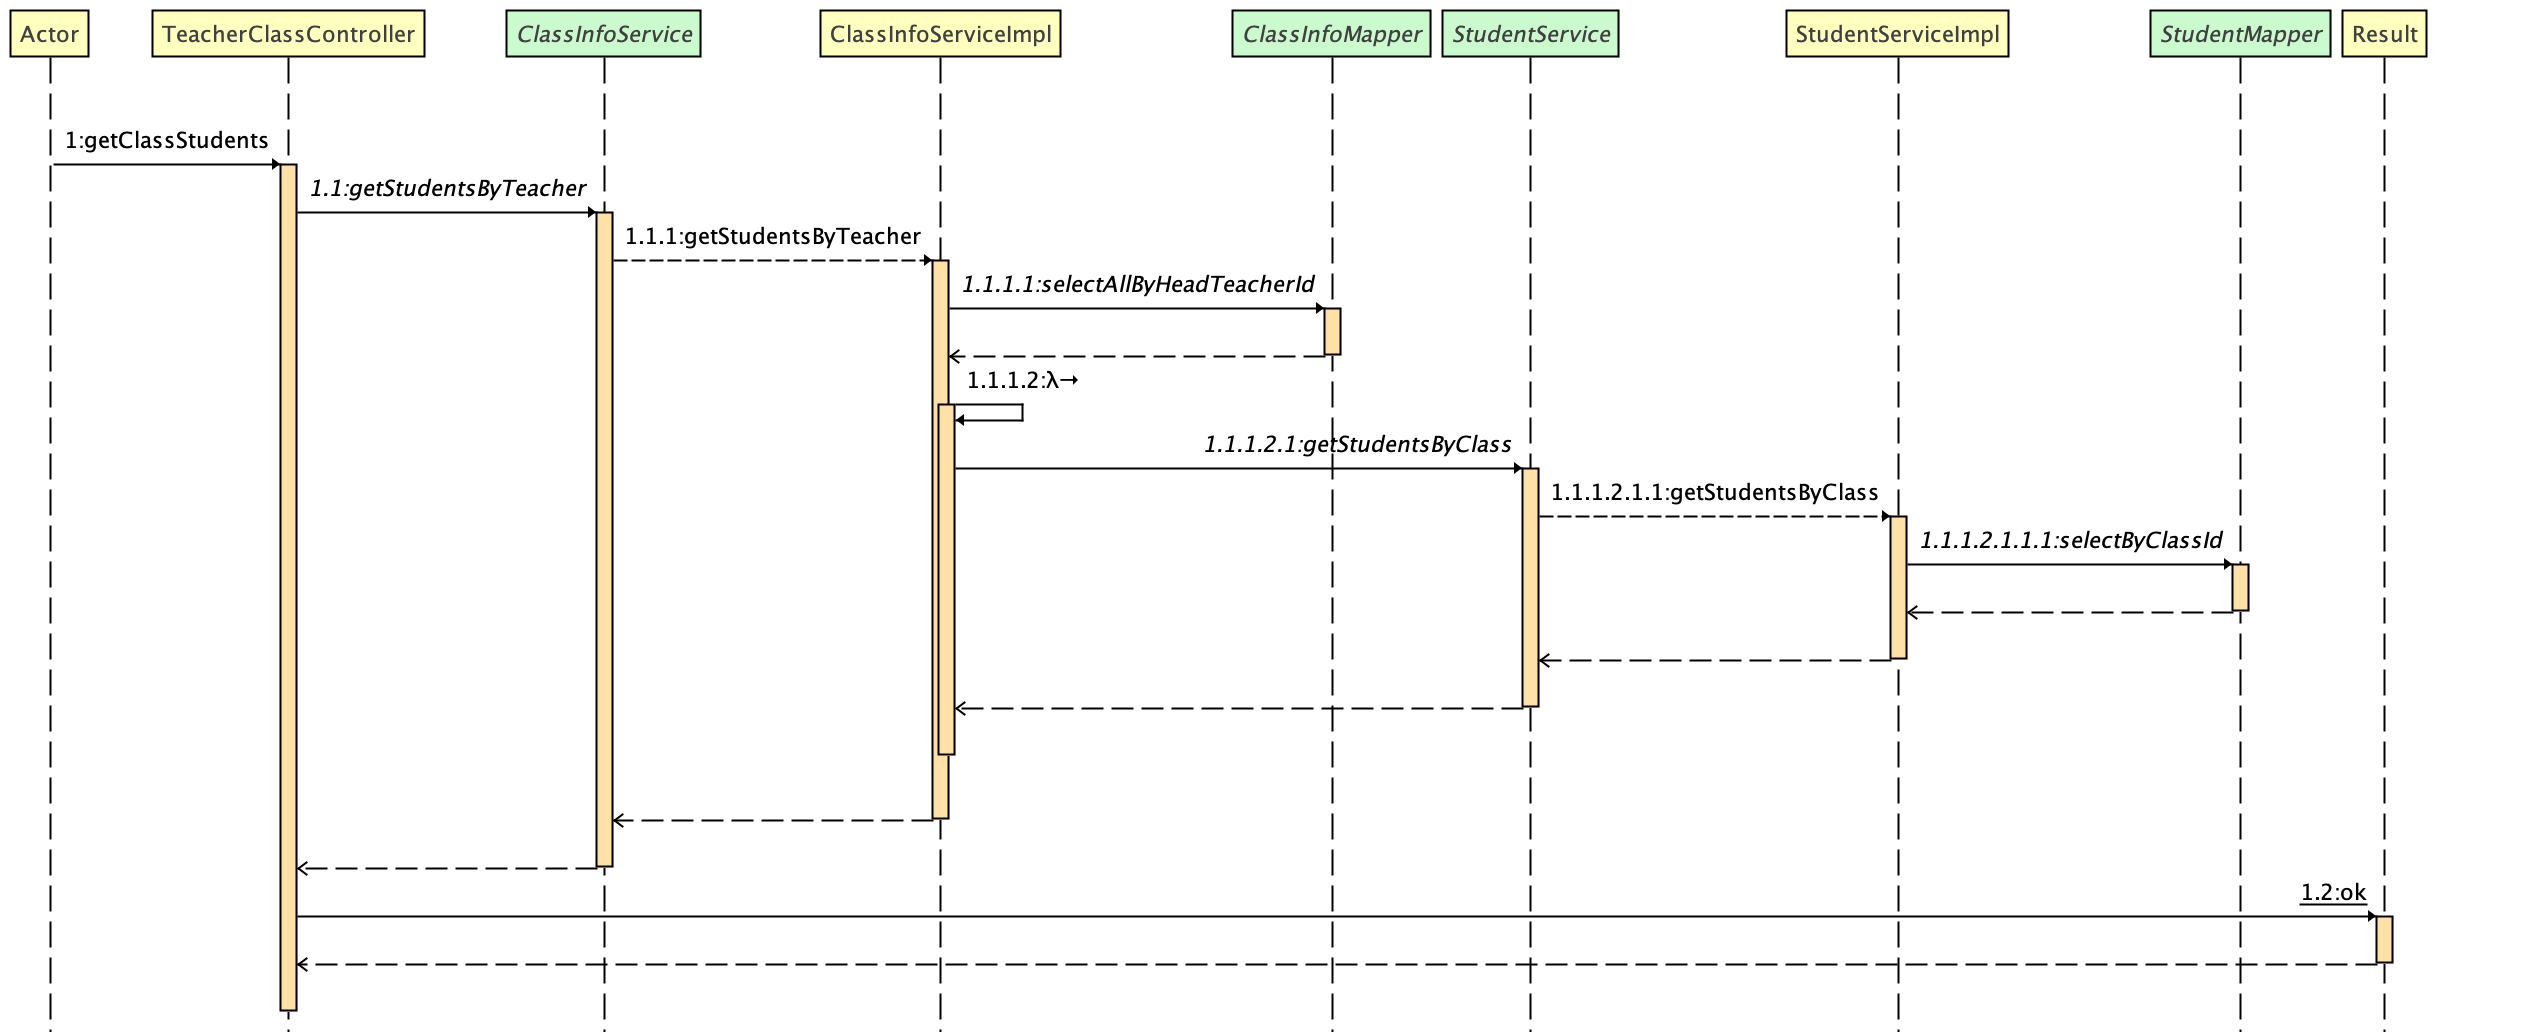 Actor
TeacherClassController
ClassInfoService
ClassInfoServiceImpl
ClassInfoMapper
StudentService
StudentServiceImpl
StudentMapper
Result
1:getClassStudents
1.1:getStudentsByTeacher
1.1.1:getStudentsByTeacher
1.1.1.1:selectAllByHeadTeacherId
1.1.1.2:λ→
1.1.1.2.1:getStudentsByClass
1.1.1.2.1.1:getStudentsByClass
1.1.1.2.1.1.1:selectByClassId
1.2:ok